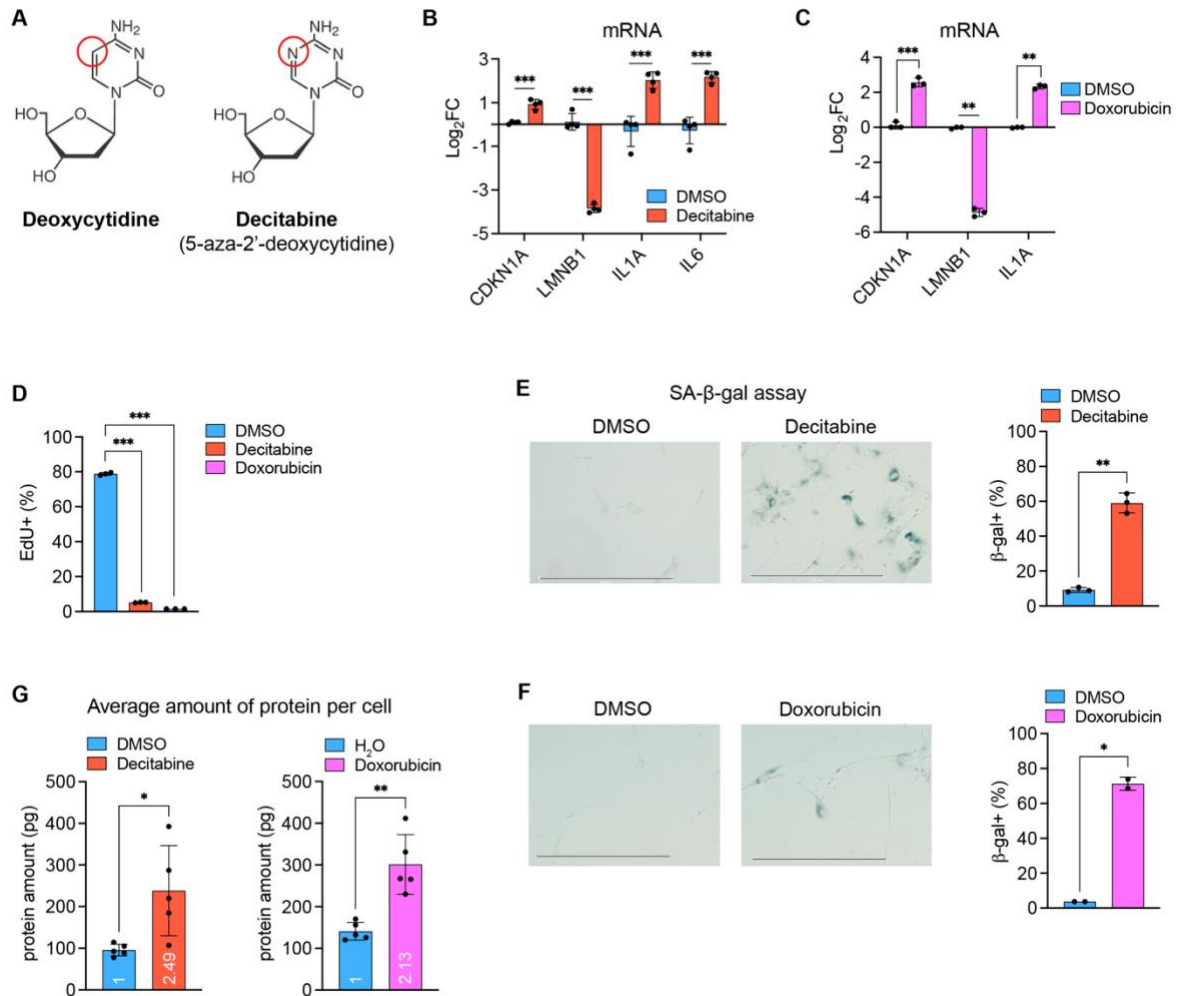 A
NH₂
N
N
O
HO
O
HO
Deoxycytidine
NH₂
N
N
N
O
HO
O
HO
Decitabine
(5-aza-2'-deoxycytidine)
B
mRNA
Log₂FC
3
1
-1
-3
-5
***
***
***
***
DMSO
Decitabine
CDKN1A
LMNB1
IL1A
IL6
C
mRNA
Log₂FC
4
2
0
-2
-4
-6
***
**
**
DMSO
Doxorubicin
CDKN1A
LMNB1
IL1A
D
EdU+ (%)
100
80
60
40
20
0
***
***
DMSO
Decitabine
Doxorubicin
E
SA-β-gal assay
DMSO
Decitabine
DMSO
Decitabine
β-gal+ (%)
100
80
60
40
20
0
**
G
Average amount of protein per cell
DMSO
Decitabine
protein amount (pg)
500
400
300
200
100
0
*
1
2.49
H₂O
Doxorubicin
protein amount (pg)
500
400
300
200
100
0
**
1
2.13
F
DMSO
Doxorubicin
DMSO
Doxorubicin
β-gal+ (%)
100
80
60
40
20
0
*